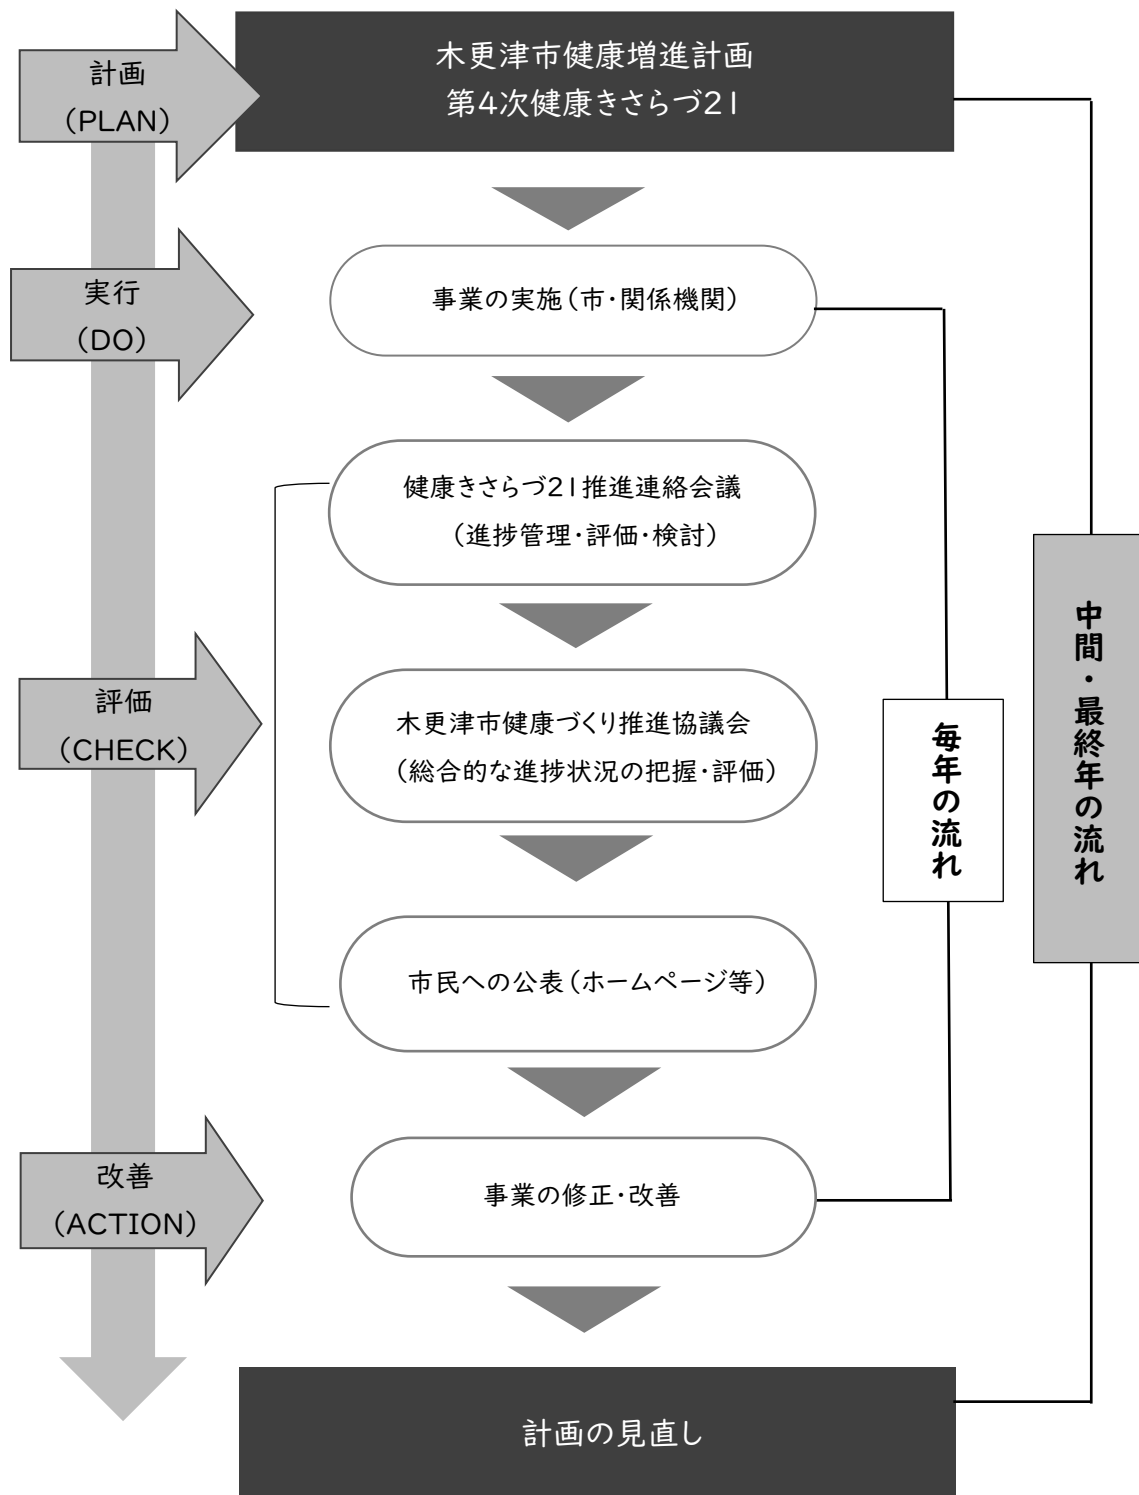 計画
(PLAN)
木更津市健康増進計画
第4次健康きさらづ21
実行
(DO)
事業の実施(市・関係機関)
健康きさらづ21推進連絡会議
(進捗管理・評価・検討)
評価
(CHECK)
木更津市健康づくり推進協議会
(総合的な進捗状況の把握・評価)
市民への公表(ホームページ等)
改善
(ACTION)
事業の修正・改善
計画の見直し
毎年の流れ
中間・最終年の流れ